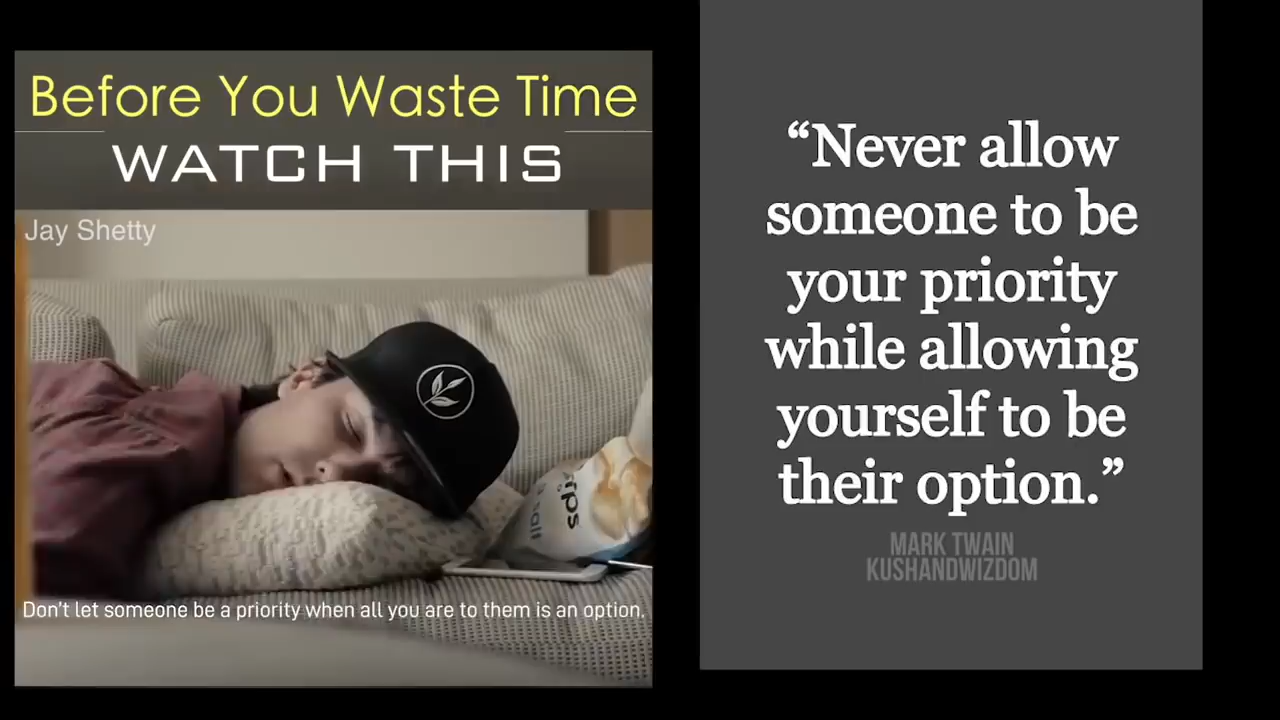 Before You Waste Time
WATCH THIS
Jay Shetty
Don't let someone be a priority when all you are to them is an option.
“Never allow
someone to be
your priority
while allowing
yourself to be
their option.”
MARK TWAIN
KUSHANDWIZDOM